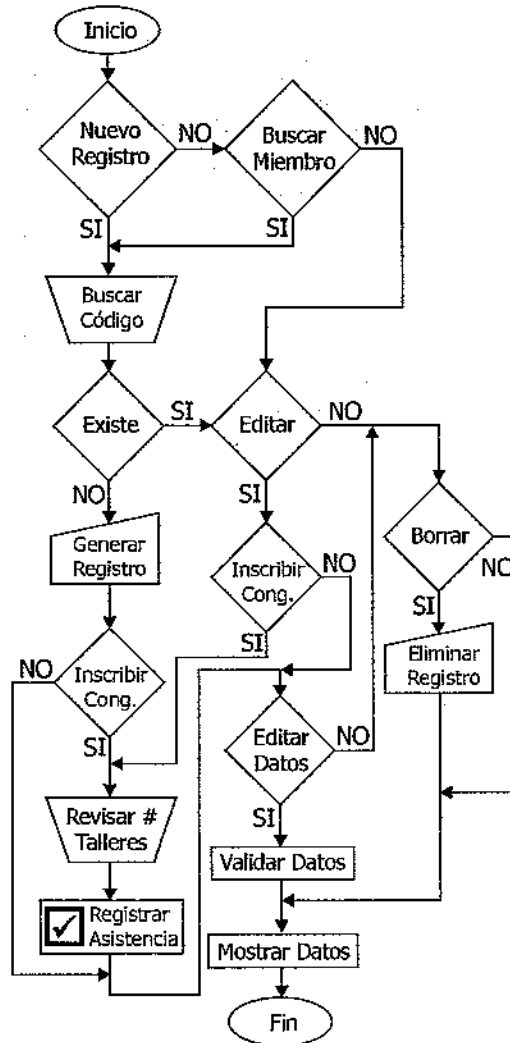 Inicio
Nuevo
Registro
NO
Buscar
Miembro
NO
SI
SI
Buscar
Código
Existe
SI
Editar
NO
NO
SI
Generar
Registro
Inscribir
Cong.
NO
Borrar
NO
SI
SI
Eliminar
Registro
NO
Inscribir
Cong.
SI
Editar
Datos
NO
SI
Revisar #
Talleres
Validar Datos
Registrar
Asistencia
Mostrar Datos
Fin